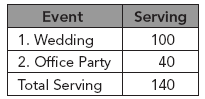 Event Serving
1. Wedding 100
2. Office Party 40
Total Serving 140